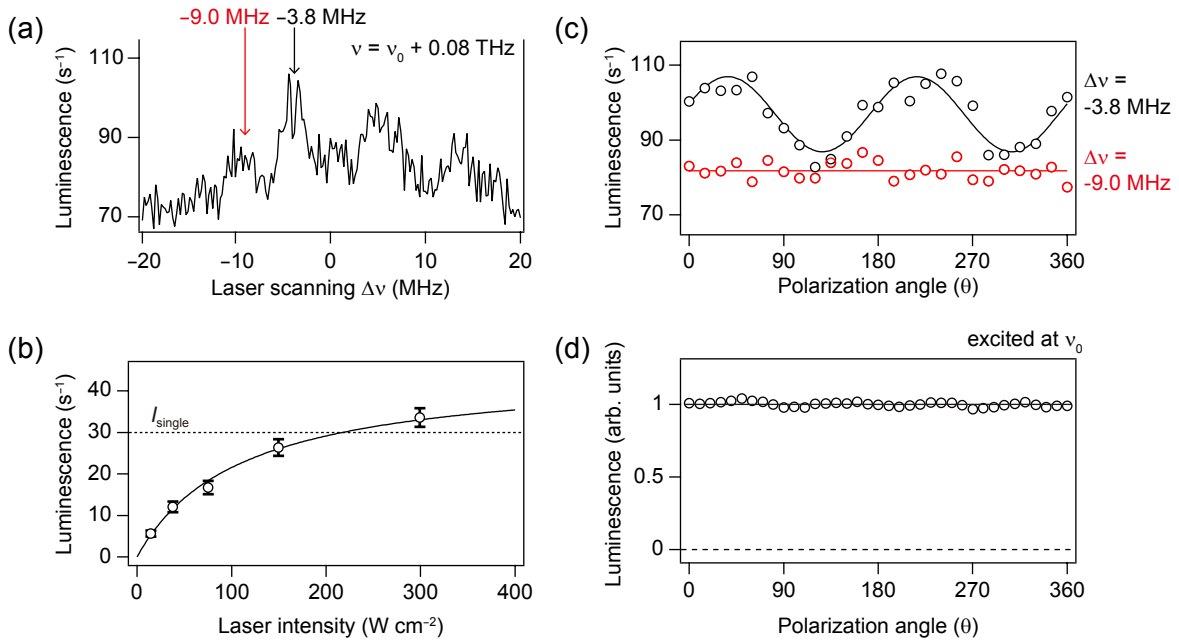 (a)
−9.0 MHz
−3.8 MHz
ν = ν₀ + 0.08 THz
Luminescence (s⁻¹)
110
90
70
−20
−10
0
10
20
Laser scanning Δν (MHz)
(b)
Luminescence (s⁻¹)
40
30
20
10
0
I_single
0
100
200
300
400
Laser intensity (W cm⁻²)
(c)
Luminescence (s⁻¹)
110
90
70
Δν =
-3.8 MHz
Δν =
-9.0 MHz
0
90
180
270
360
Polarization angle (θ)
(d)
excited at ν₀
Luminescence (arb. units)
1
0.5
0
0
90
180
270
360
Polarization angle (θ)